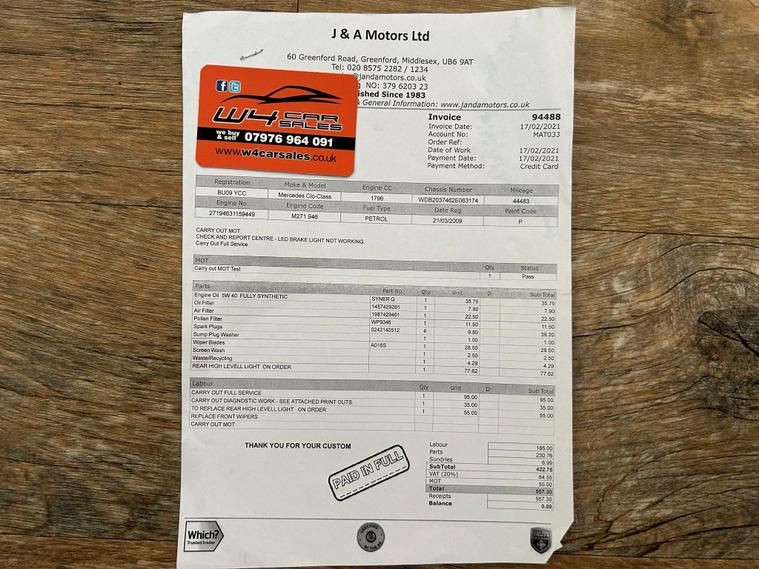 J & A Motors Ltd
60 Greenford Road, Greenford, Middlesex, UB6 9AT
Tel: 020 8575 2282 / 1234
@jandamotors.co.uk
NO: 379 6203 23
ished Since 1983
& General Information: www.jandamotors.co.uk
W4 CAR SALES
we buy & sell 07976 964 091
www.w4carsales.co.uk
Invoice 94488
Invoice Date: 17/02/2021
Account No: MAT033
Order Ref:
Date of Work 17/02/2021
Payment Date: 17/02/2021
Payment Method: Credit Card
Registration Make & Model Engine CC Chassis Number Mileage
BU09 YCC Mercedes Clc-Class 1796 WDB2037462E063174 44483
Engine No Engine Code Fuel Type Date Reg Paint Code
27194631159449 M271.946 PETROL 21/03/2009 P
CARRY OUT MOT.
CHECK AND REPORT CENTRE - LED BRAKE LIGHT NOT WORKING.
Carry Out Full Service
MOT Qty Status
Carry out MOT Test 1 Pass
Parts Part No Qty Unit D Sub Total
Engine Oil 5W 40 FULLY SYNTHETIC SYNER G 1 35.75 35.75
Oil Filter 1457429261 1 7.90 7.90
Air Filter 1987429401 1 22.50 22.50
Pollen Filter WP9346 1 11.50 11.50
Spark Plugs 0242140512 4 9.80 39.20
Sump Plug Washer 1 1.00 1.00
Wiper Blades A016S 1 28.50 28.50
Screen Wash 1 2.50 2.50
Waste/Recycling 1 4.29 4.29
REAR HIGH LEVELL LIGHT ON ORDER 1 77.62 77.62
Labour Qty Unit D Sub Total
CARRY OUT FULL SERVICE 1 95.00 95.00
CARRY OUT DIAGNOSTIC WORK - SEE ATTACHED PRINT OUTS 1 35.00 35.00
TO REPLACE REAR HIGH LEVELL LIGHT ON ORDER 1 55.00 55.00
REPLACE FRONT WIPERS
CARRY OUT MOT
THANK YOU FOR YOUR CUSTOM
PAID IN FULL
Labour 185.00
Parts 230.76
Sundries 6.99
SubTotal 422.75
VAT (20%) 84.55
MOT 50.00
Total 557.30
Receipts 557.30
Balance 0.00
Which?
Trusted trader
TRUST